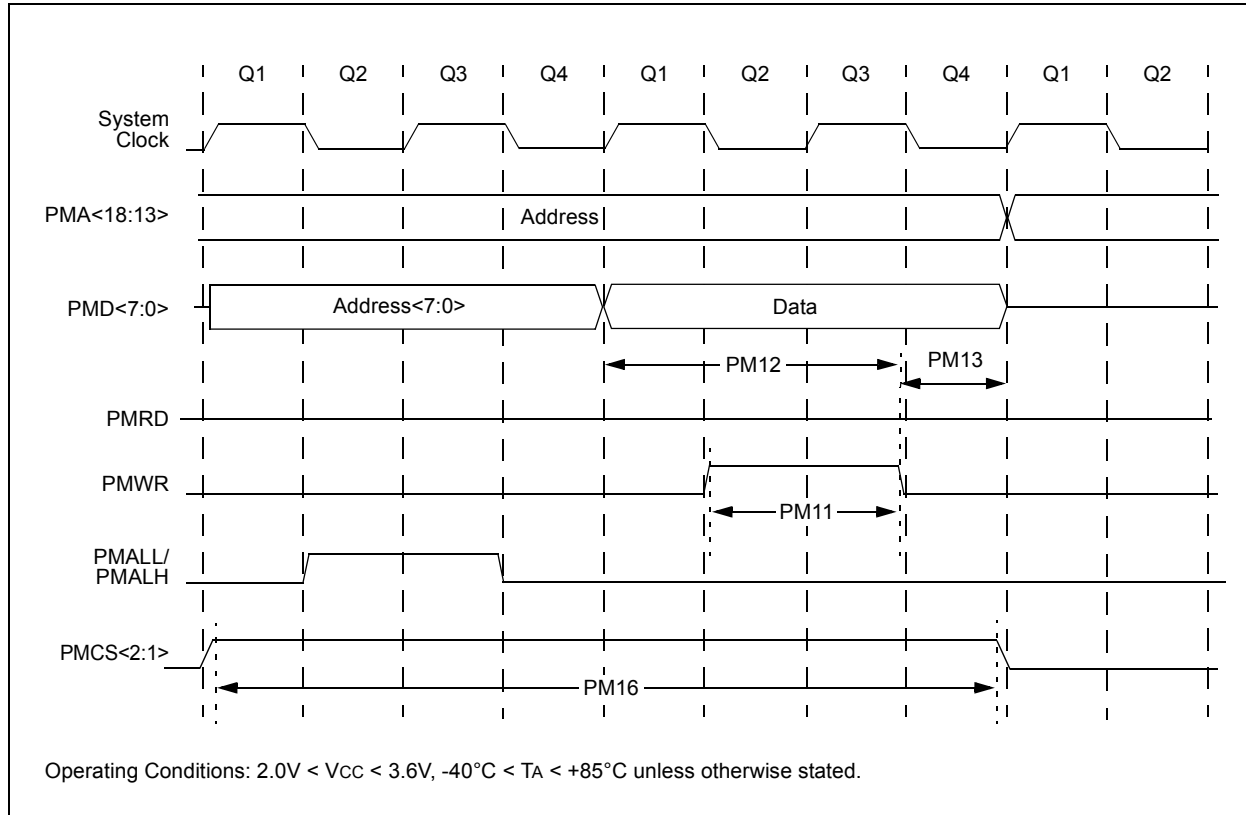 Q1 Q2 Q3 Q4 Q1 Q2 Q3 Q4 Q1 Q2
System
Clock
PMA<18:13>
Address
PMD<7:0>
Address<7:0>
Data
PM12
PM13
PMRD
PMWR
PM11
PMALL/
PMALH
PMCS<2:1>
PM16
Operating Conditions: 2.0V < VCC < 3.6V, -40°C < TA < +85°C unless otherwise stated.